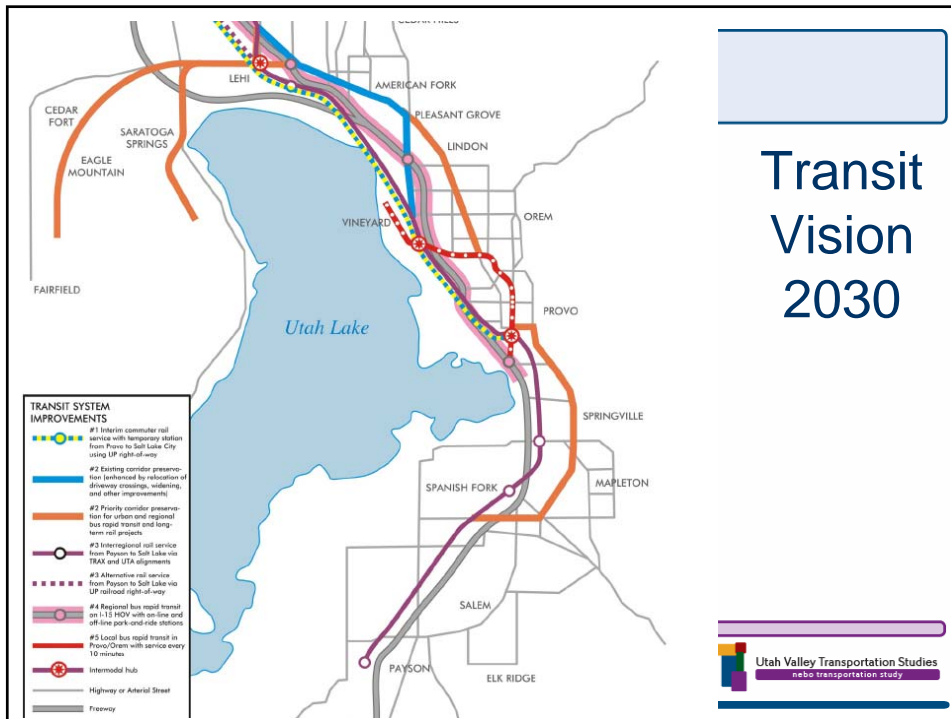 CEDAR HILLS
LEHI
AMERICAN FORK
CEDAR
FORT
PLEASANT GROVE
SARATOGA
SPRINGS
LINDON
EAGLE
MOUNTAIN
VINEYARD
OREM
FAIRFIELD
PROVO
Utah Lake
SPRINGVILLE
SPANISH FORK
MAPLETON
SALEM
PAYSON
ELK RIDGE
TRANSIT SYSTEM
IMPROVEMENTS
#1 Interim commuter rail
service with temporary station
from Provo to Salt Lake City
using UP right-of-way
#2 Existing corridor preserva-
tion (enhanced by relocation of
driveway crossings, widening,
and other improvements)
#2 Priority corridor preserva-
tion for urban and regional
bus rapid transit and long-
term rail projects
#3 Interregional rail service
from Payson to Salt Lake via
TRAX and UTA alignments
#3 Alternative rail service
from Payson to Salt Lake via
UP railroad right-of-way
#4 Regional bus rapid transit
on I-15 HOV with on-line and
off-line park-and-ride stations
#5 Local bus rapid transit in
Provo/Orem with service every
10 minutes
Intermodal hub
Highway or Arterial Street
Freeway
Transit
Vision
2030
Utah Valley Transportation Studies
nebo transportation study